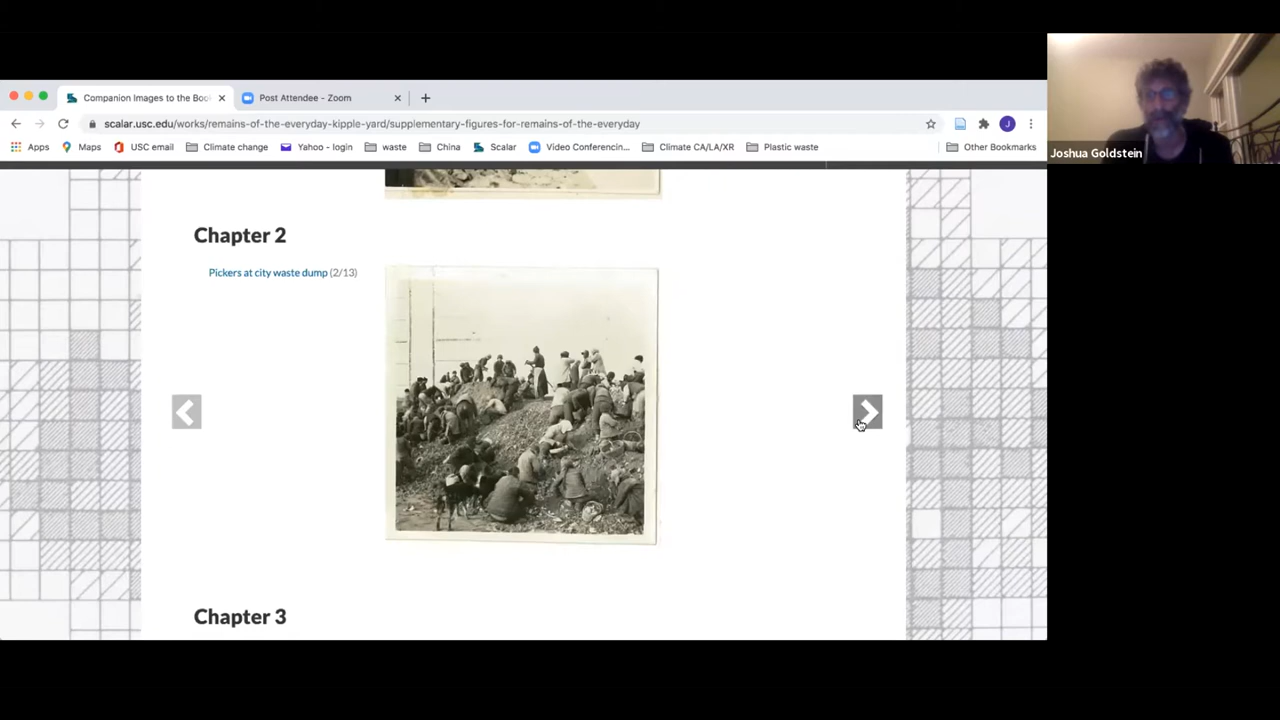 Companion Images to the Boo
Post Attendee - Zoom
scalar.usc.edu/works/remains-of-the-everyday-kipple-yard/supplementary-figures-for-remains-of-the-everyday
J
Apps
Maps
USC email
Climate change
Yahoo - login
waste
China
Scalar
Video Conferencin...
Climate CA/LA/XR
Plastic waste
Other Bookmarks
Joshua Goldstein
Chapter 2
Pickers at city waste dump (2/13)
Chapter 3